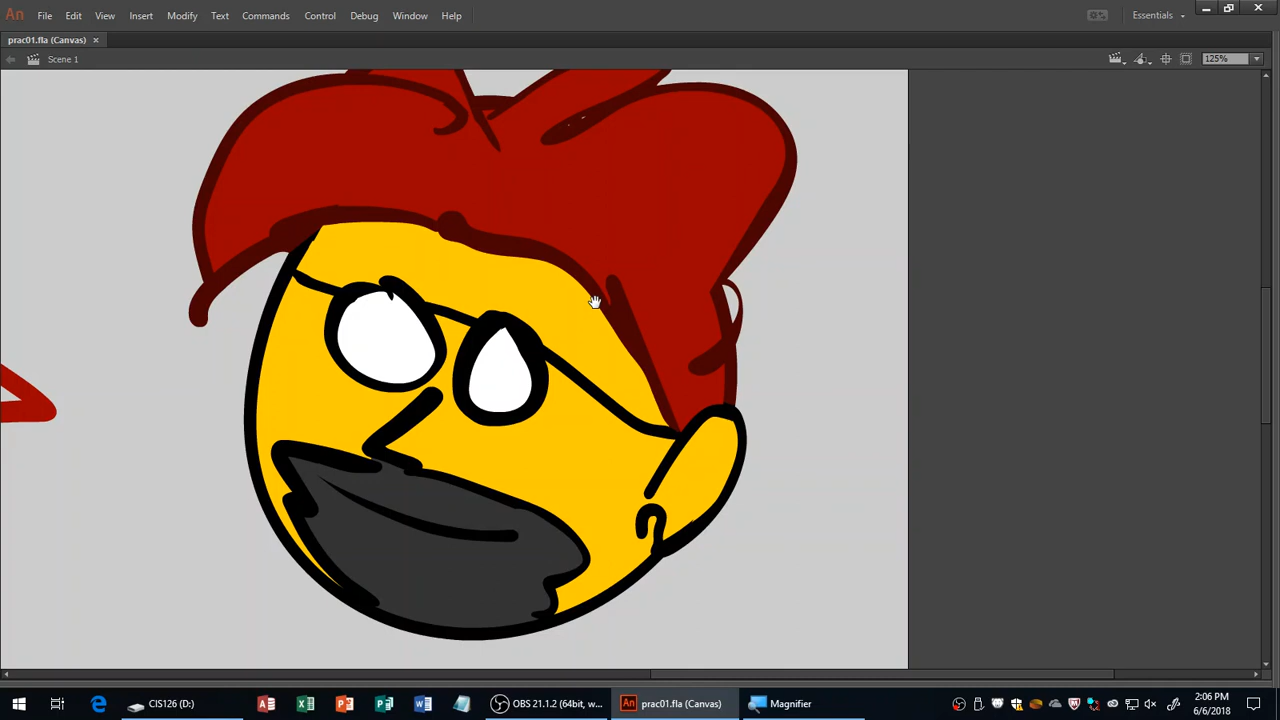 An File Edit View Insert Modify Text Commands Control Debug Window Help Essentials
prac01.fla (Canvas) ×
Scene 1 125%
CIS126 (D:) OBS 21.1.2 (64bit, w... An prac01.fla (Canvas) Magnifier 2:06 PM
6/6/2018